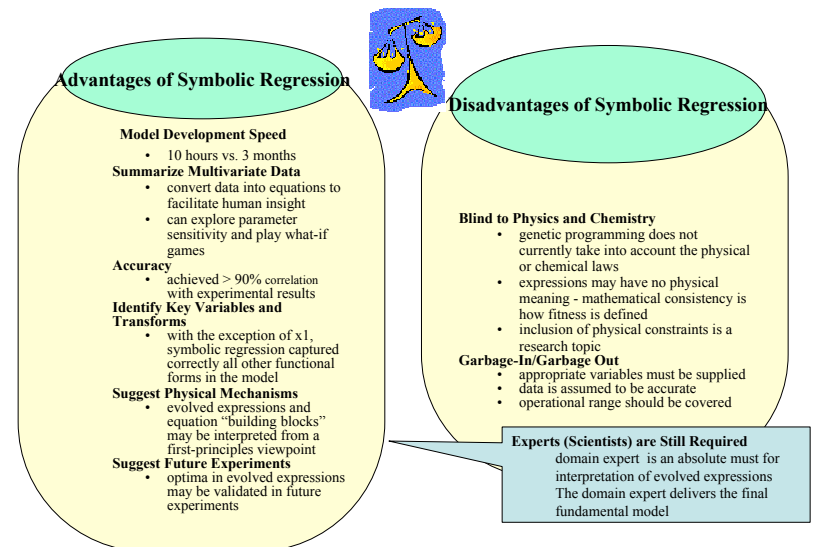 Advantages of Symbolic Regression
Model Development Speed
• 10 hours vs. 3 months
Summarize Multivariate Data
• convert data into equations to
facilitate human insight
• can explore parameter
sensitivity and play what-if
games
Accuracy
• achieved > 90% correlation
with experimental results
Identify Key Variables and
Transforms
• with the exception of x1,
symbolic regression captured
correctly all other functional
forms in the model
Suggest Physical Mechanisms
• evolved expressions and
equation “building blocks”
may be interpreted from a
first-principles viewpoint
Suggest Future Experiments
• optima in evolved expressions
may be validated in future
experiments
Disadvantages of Symbolic Regression
Blind to Physics and Chemistry
• genetic programming does not
currently take into account the physical
or chemical laws
• expressions may have no physical
meaning - mathematical consistency is
how fitness is defined
• inclusion of physical constraints is a
research topic
Garbage-In/Garbage Out
• appropriate variables must be supplied
• data is assumed to be accurate
• operational range should be covered
Experts (Scientists) are Still Required
domain expert is an absolute must for
interpretation of evolved expressions
The domain expert delivers the final
fundamental model